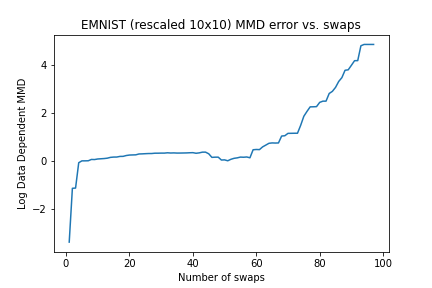 EMNIST (rescaled 10x10) MMD error vs. swaps
Log Data Dependent MMD
4
2
0
−2
0 20 40 60 80 100
Number of swaps